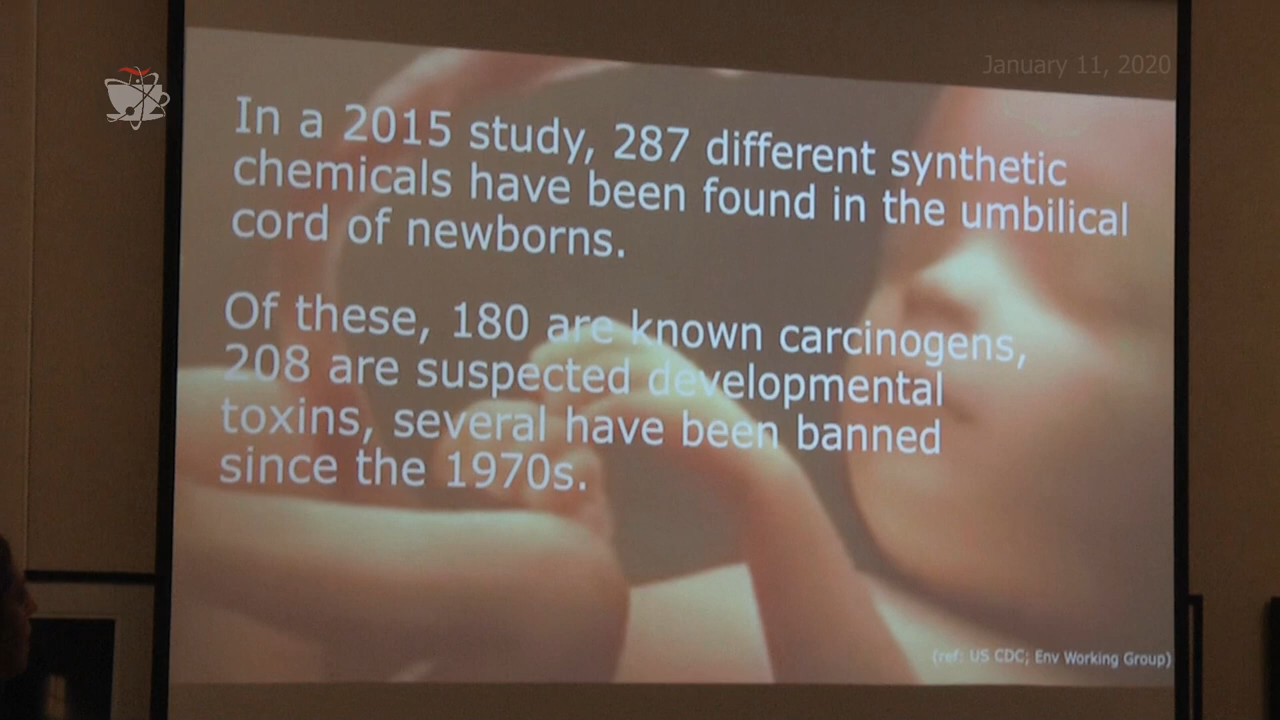 January 11, 2020
In a 2015 study, 287 different synthetic
chemicals have been found in the umbilical
cord of newborns.
Of these, 180 are known carcinogens,
208 are suspected developmental
toxins, several have been banned
since the 1970s.
(ref: US CDC; Env Working Group)